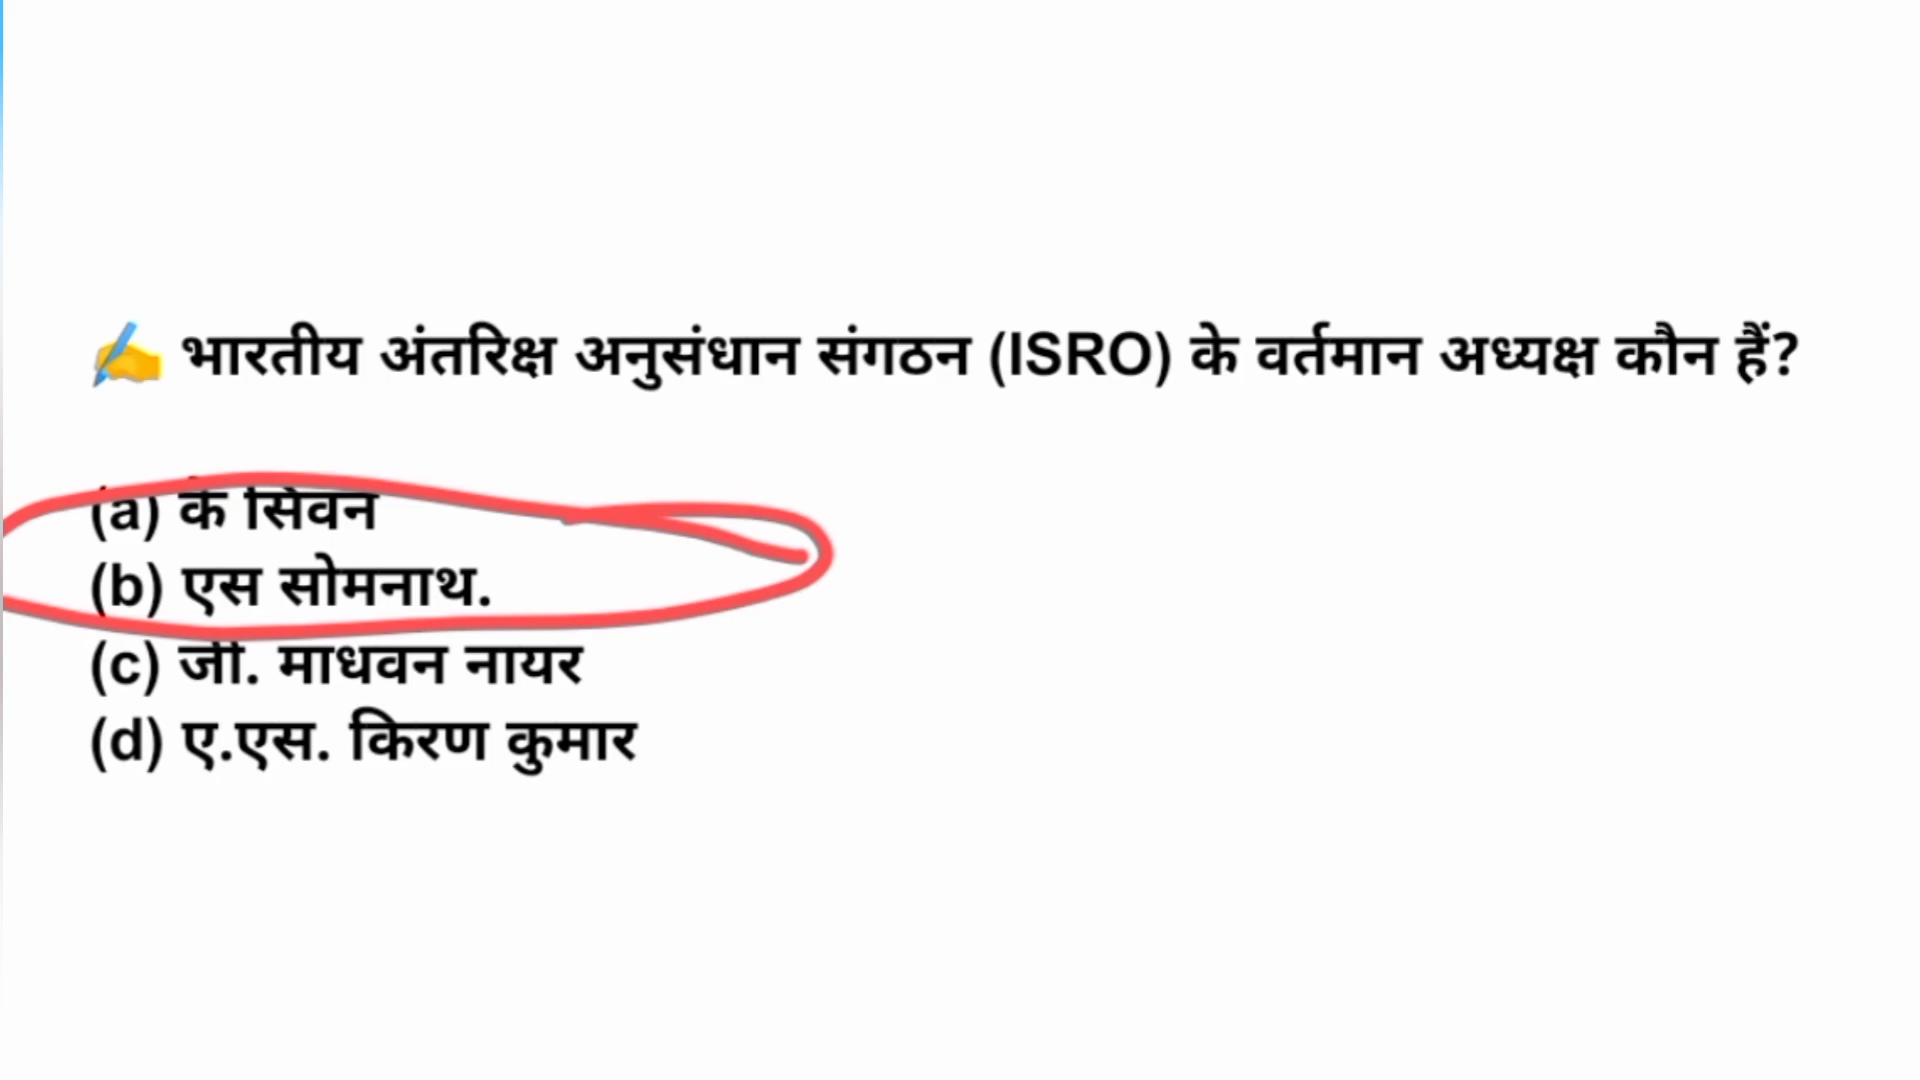 ✍️ भारतीय अंतरिक्ष अनुसंधान संगठन (ISRO) के वर्तमान अध्यक्ष कौन हैं?
(a) के सिवन
(b) एस सोमनाथ.
(c) जी. माधवन नायर
(d) ए.एस. किरण कुमार